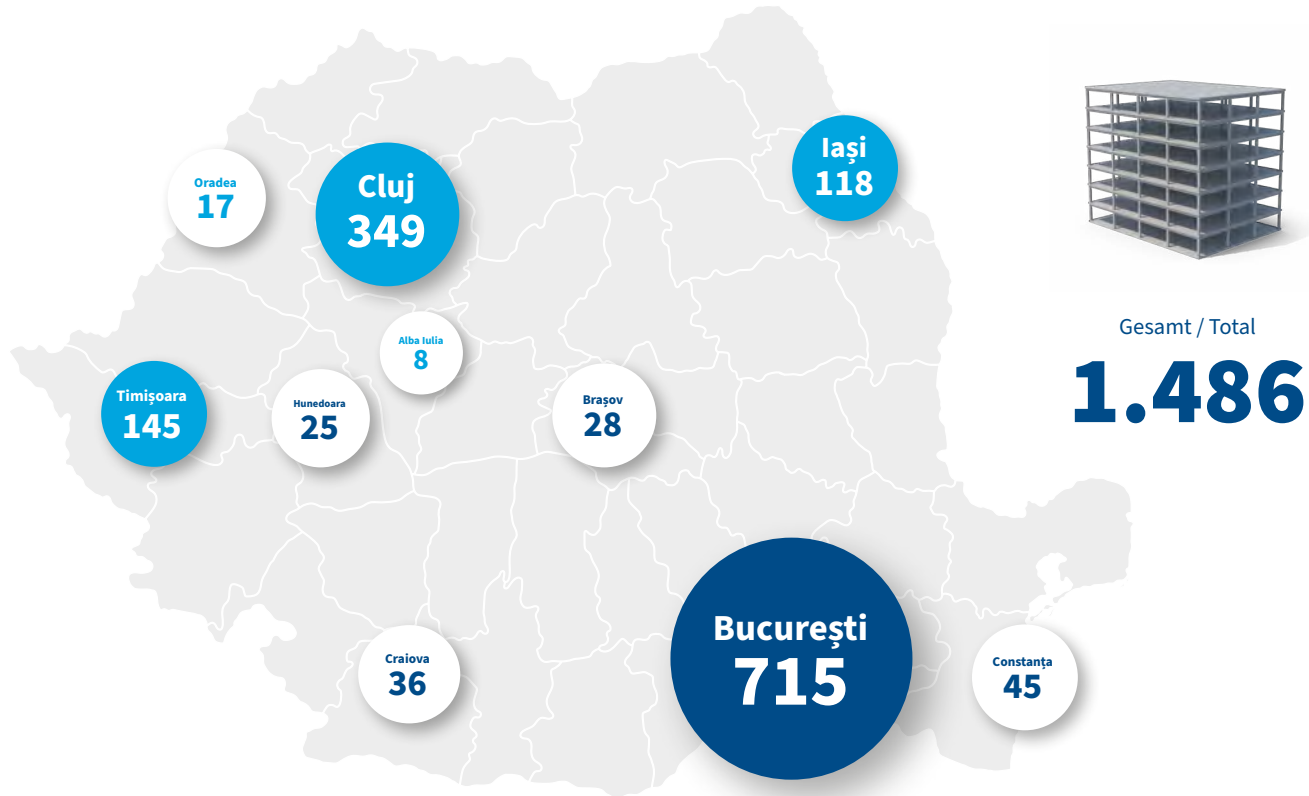 Iași
118
Oradea
17
Cluj
349
Gesamt / Total
1.486
Alba Iulia
8
Timișoara
145
Hunedoara
25
Brașov
28
București
715
Craiova
36
Constanța
45